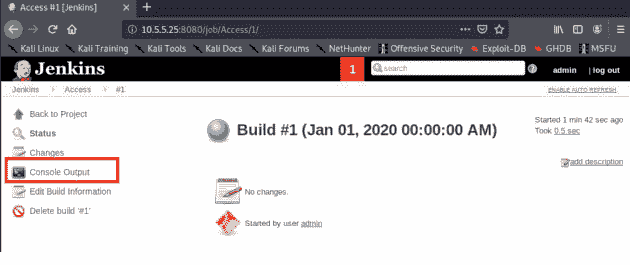 Access #1 [Jenkins]
10.5.5.25:8080/job/Access/1/
Kali Linux Kali Training Kali Tools Kali Docs Kali Forums NetHunter Offensive Security Exploit-DB GHDB MSFU
Jenkins 1 search admin | log out
Jenkins Access #1 ENABLE AUTO REFRESH
Back to Project
Status
Changes
Console Output
Edit Build Information
Delete build '#1'
Build #1 (Jan 01, 2020 00:00:00 AM)
Started 1 min 42 sec ago
Took 0.5 sec
add description
No changes.
Started by user admin